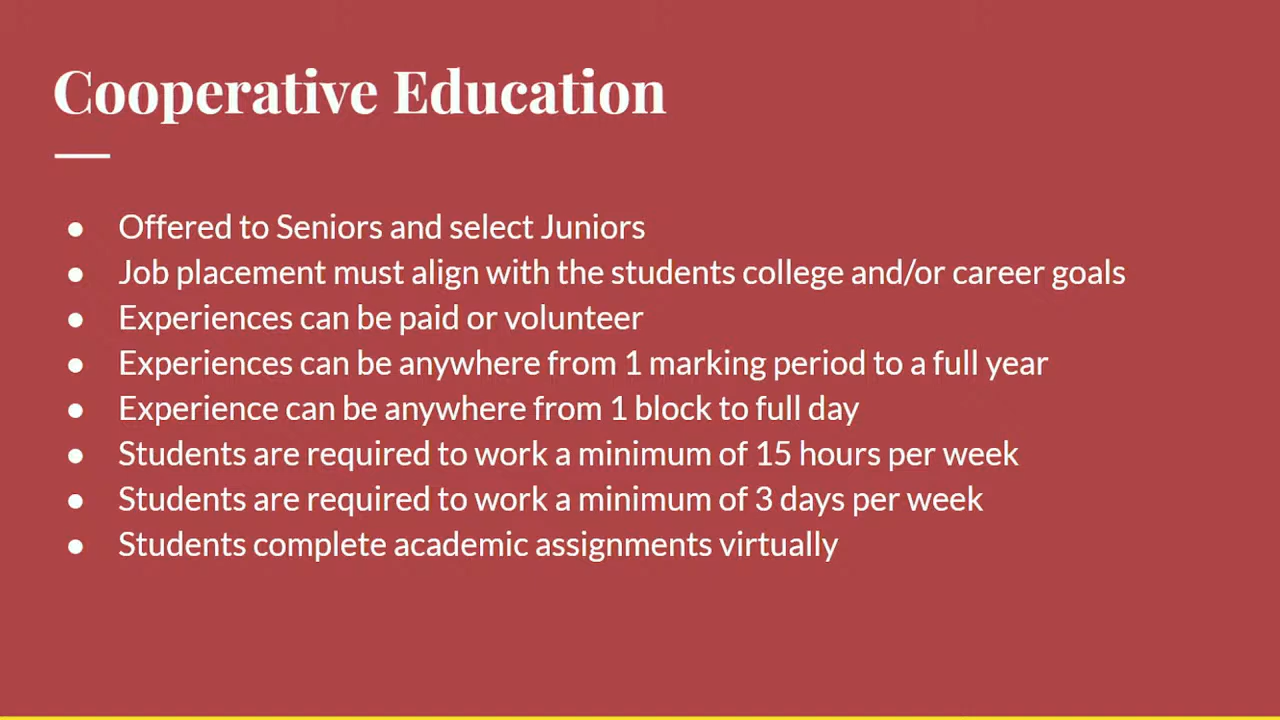 Cooperative Education
● Offered to Seniors and select Juniors
● Job placement must align with the students college and/or career goals
● Experiences can be paid or volunteer
● Experiences can be anywhere from 1 marking period to a full year
● Experience can be anywhere from 1 block to full day
● Students are required to work a minimum of 15 hours per week
● Students are required to work a minimum of 3 days per week
● Students complete academic assignments virtually